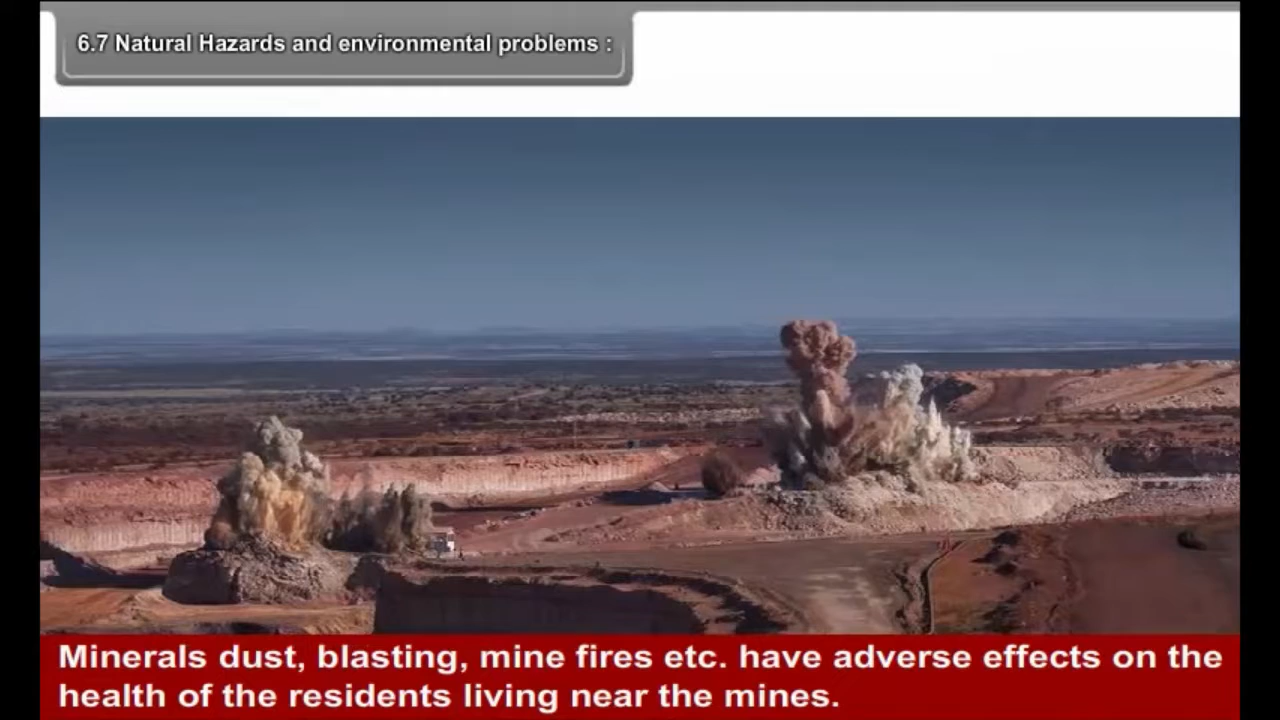 6.7 Natural Hazards and environmental problems :
Minerals dust, blasting, mine fires etc. have adverse effects on the
health of the residents living near the mines.